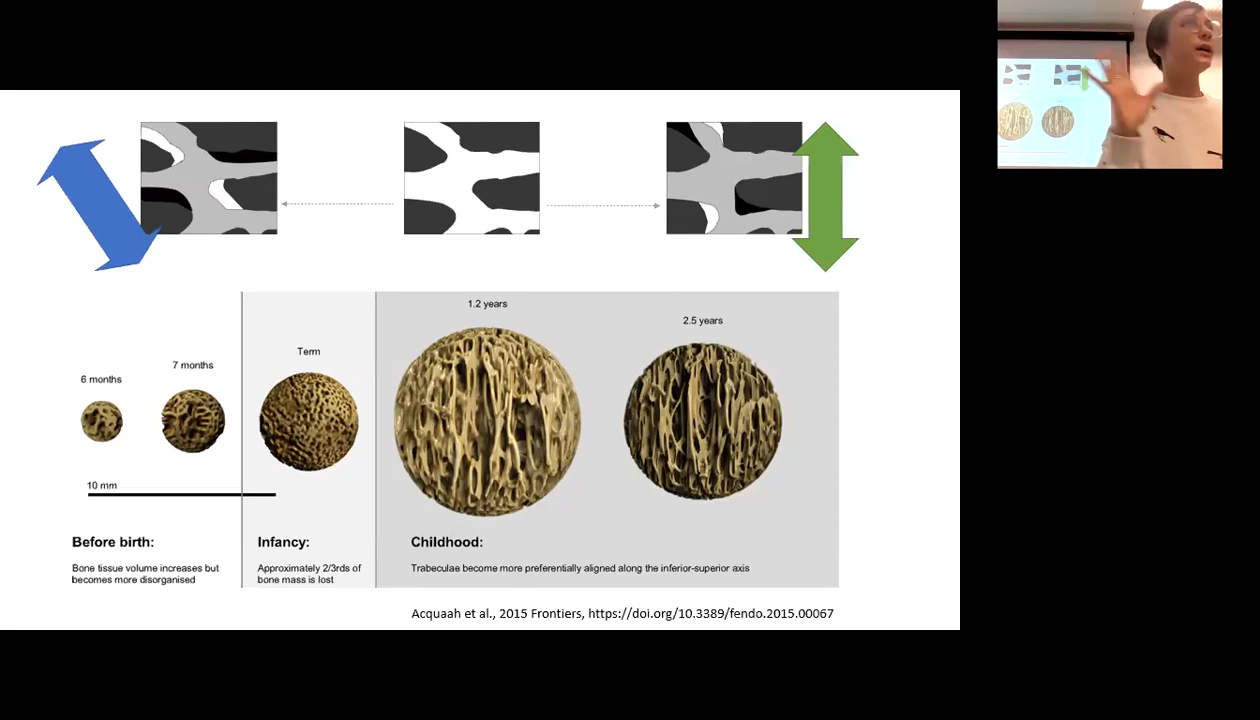 1.2 years
2.5 years
Term
7 months
6 months
10 mm
Before birth:
Bone tissue volume increases but
becomes more disorganised
Infancy:
Approximately 2/3rds of
bone mass is lost
Childhood:
Trabeculae become more preferentially aligned along the inferior-superior axis
Acquaah et al., 2015 Frontiers, https://doi.org/10.3389/fendo.2015.00067